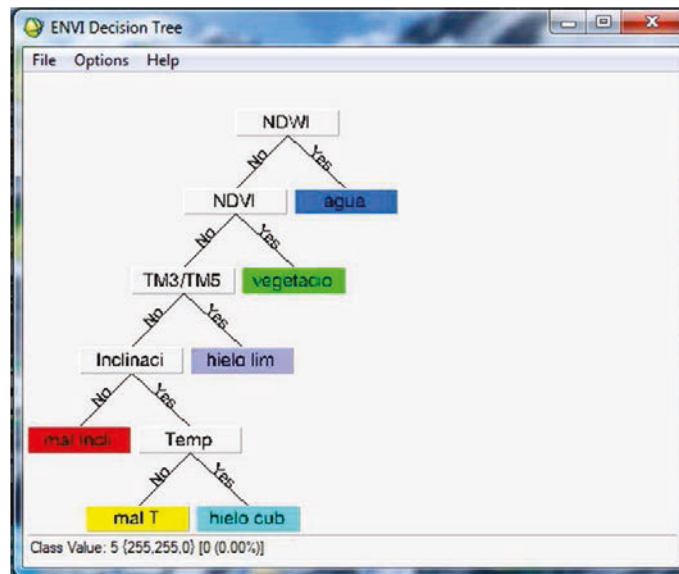 ENVI Decision Tree
File Options Help
NDWI
No Yes
NDVI agua
No Yes
TM3/TM5 vegetacio
No Yes
Inclinaci hielo lim
No Yes
mal incli Temp
No Yes
mal T hielo cub
Class Value: 5 {255,255,0} [0 (0.00%)]